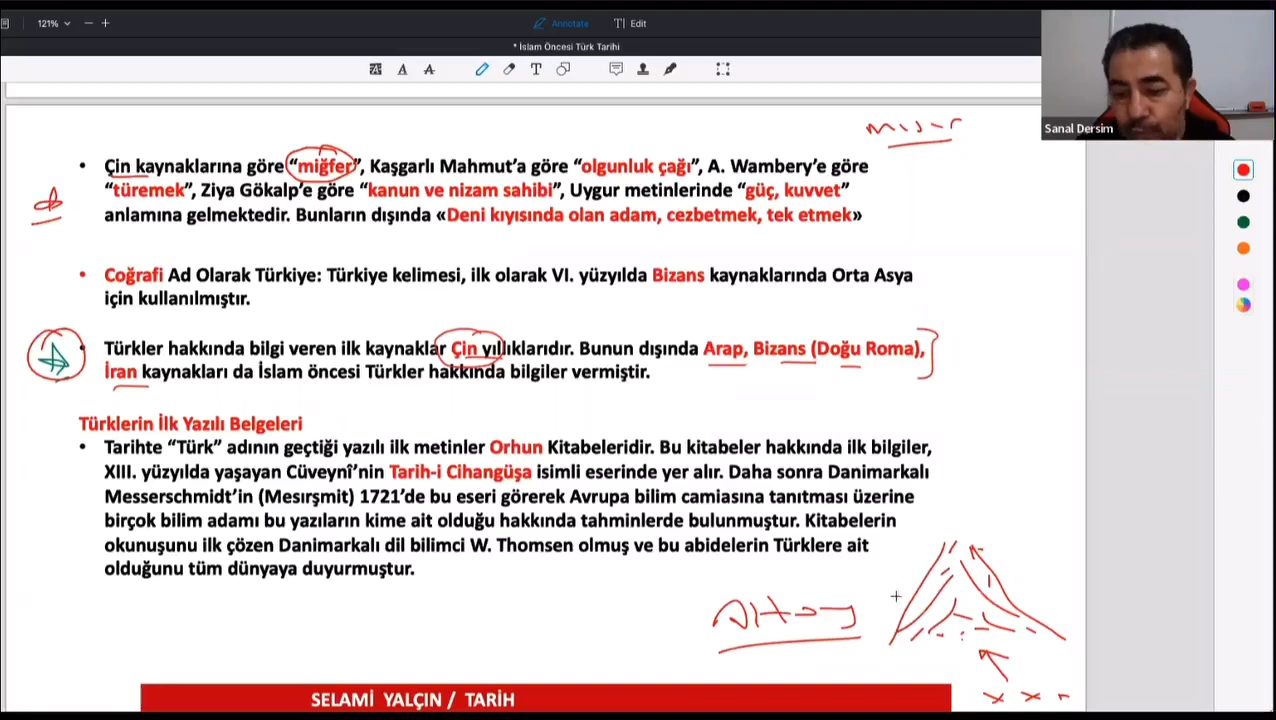 121%
Annotate
Edit
* İslam Öncesi Türk Tarihi
Sanal Dersim
mısır
• Çin kaynaklarına göre “miğfer”, Kaşgarlı Mahmut’a göre “olgunluk çağı”, A. Wambery’e göre
“türemek”, Ziya Gökalp’e göre “kanun ve nizam sahibi”, Uygur metinlerinde “güç, kuvvet”
anlamına gelmektedir. Bunların dışında «Deni kıyısında olan adam, cezbetmek, tek etmek»
• Coğrafi Ad Olarak Türkiye: Türkiye kelimesi, ilk olarak VI. yüzyılda Bizans kaynaklarında Orta Asya
için kullanılmıştır.
• Türkler hakkında bilgi veren ilk kaynaklar Çin yıllıklarıdır. Bunun dışında Arap, Bizans (Doğu Roma),
İran kaynakları da İslam öncesi Türkler hakkında bilgiler vermiştir.
Türklerin İlk Yazılı Belgeleri
• Tarihte “Türk” adının geçtiği yazılı ilk metinler Orhun Kitabeleridir. Bu kitabeler hakkında ilk bilgiler,
XIII. yüzyılda yaşayan Cüveynî’nin Tarih-i Cihangüşa isimli eserinde yer alır. Daha sonra Danimarkalı
Messerschmidt’in (Mesırşmit) 1721’de bu eseri görerek Avrupa bilim camiasına tanıtması üzerine
birçok bilim adamı bu yazıların kime ait olduğu hakkında tahminlerde bulunmuştur. Kitabelerin
okunuşunu ilk çözen Danimarkalı dil bilimci W. Thomsen olmuş ve bu abidelerin Türklere ait
olduğunu tüm dünyaya duyurmuştur.
Altay
SELAMİ YALÇIN / TARİH